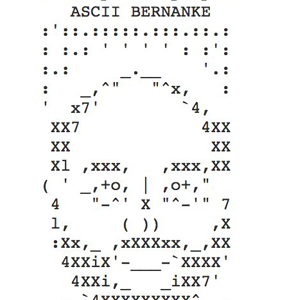 ASCII BERNANKE
:'::.:::::.:::.::.:
: :.: ' ' ' ' : :':
:.:     _.__    '.:
:   _,^"   "^x,   :
'  x7'        `4,
XX7            4XX
XX              XX
Xl ,xxx,   ,xxx,XX
( ' _,+o, | ,o+,"
4   "-^' X "^-'" 7
l,     ( ))     ,X
:Xx,_ ,xXXXxx,_,XX
4XXiX'-___-`XXXX'
4XXi,_   _iXX7'
`4XXXXXXXXX^